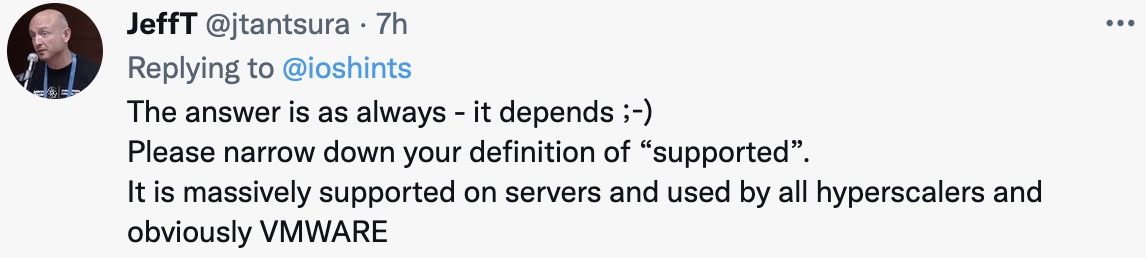 JeffT @jtantsura · 7h
Replying to @ioshints
The answer is as always - it depends ;-)
Please narrow down your definition of “supported”.
It is massively supported on servers and used by all hyperscalers and
obviously VMWARE